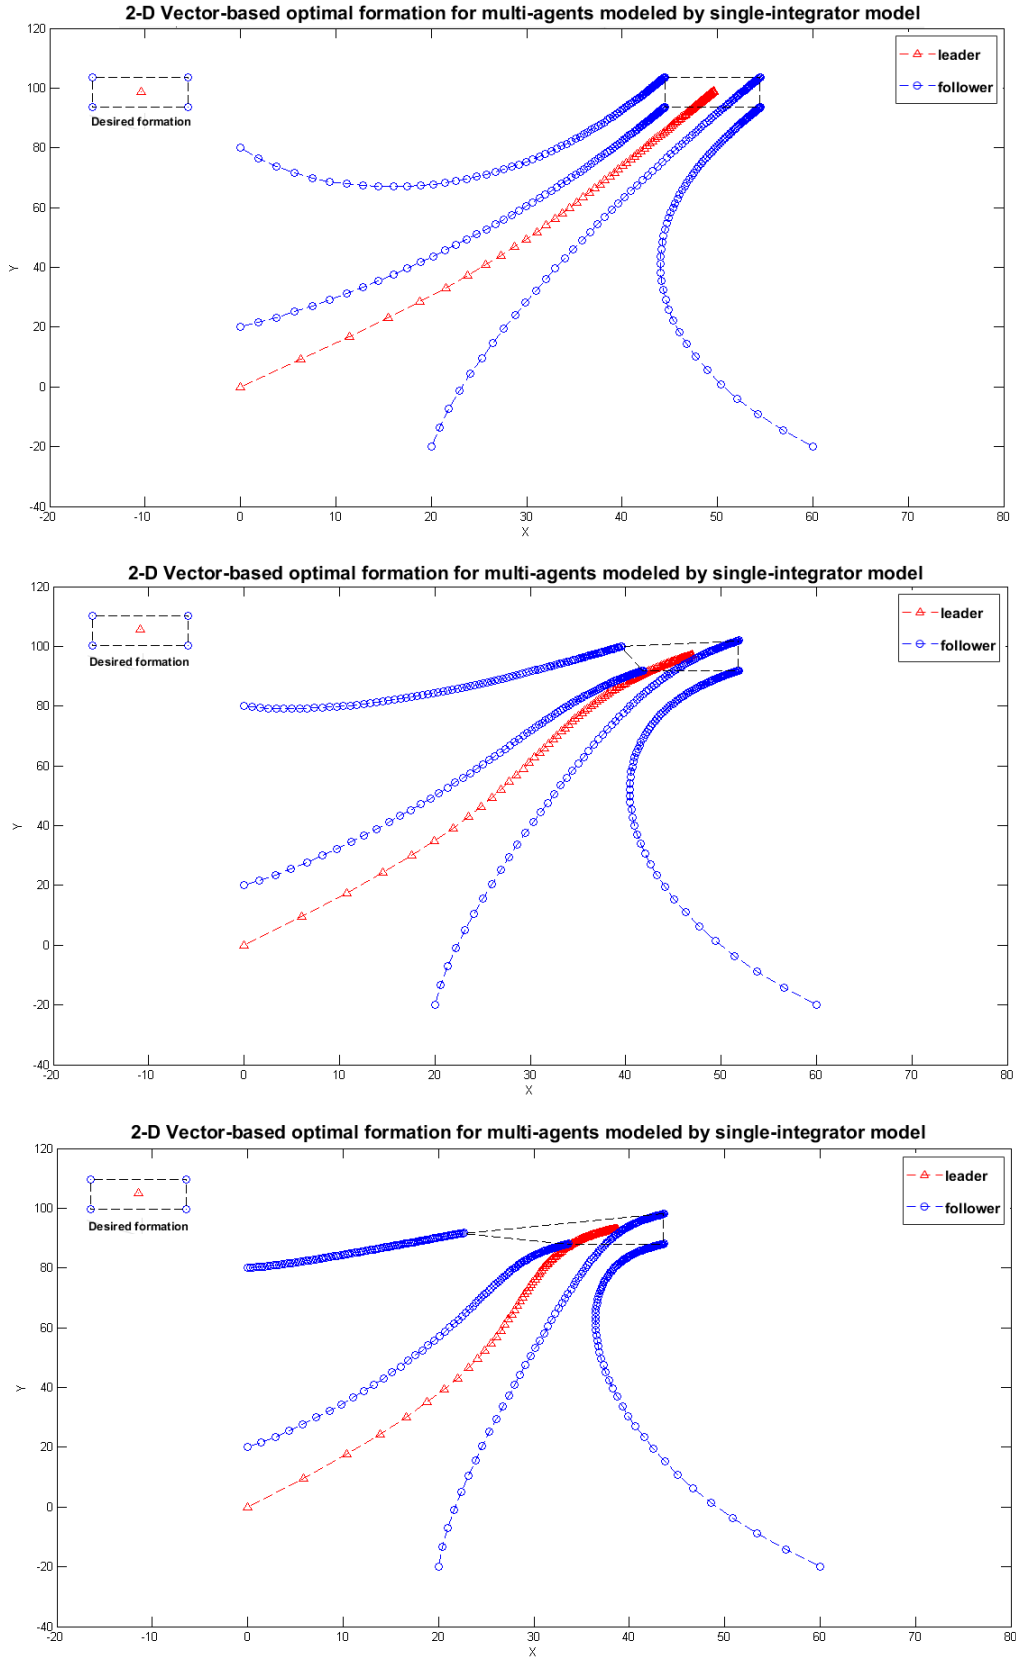 2-D Vector-based optimal formation for multi-agents modeled by single-integrator model
120
100
80
60
40
20
0
-20
-40
Y
Desired formation
leader
follower
-20 -10 0 10 20 30 40 50 60 70 80
X
2-D Vector-based optimal formation for multi-agents modeled by single-integrator model
120
100
80
60
40
20
0
-20
-40
Y
Desired formation
leader
follower
-20 -10 0 10 20 30 40 50 60 70 80
X
2-D Vector-based optimal formation for multi-agents modeled by single-integrator model
120
100
80
60
40
20
0
-20
-40
Y
Desired formation
leader
follower
-20 -10 0 10 20 30 40 50 60 70 80
X